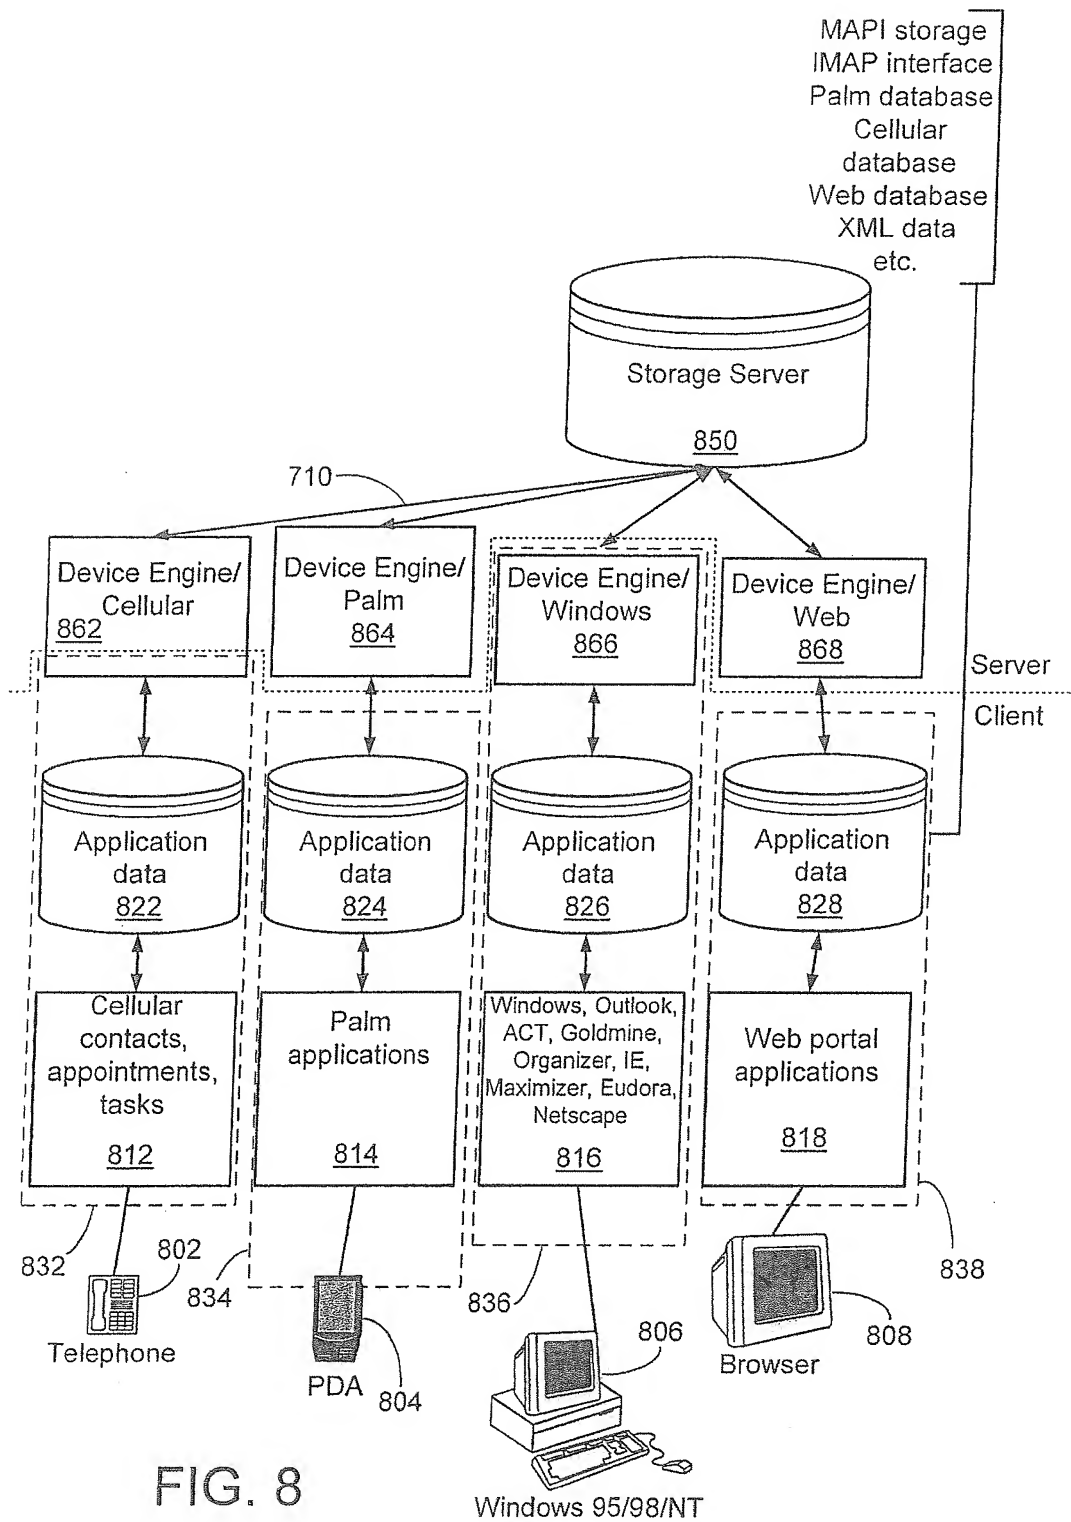 MAPI storage
IMAP interface
Palm database
Cellular
database
Web database
XML data
etc.
Storage Server
850
710
Device Engine/
Cellular
862
Device Engine/
Palm
864
Device Engine/
Windows
866
Device Engine/
Web
868
Server
Client
Application
data
822
Application
data
824
Application
data
826
Application
data
828
Cellular
contacts,
appointments,
tasks
812
Palm
applications
814
Windows, Outlook,
ACT, Goldmine,
Organizer, IE,
Maximizer, Eudora,
Netscape
816
Web portal
applications
818
832
802
834
836
838
Telephone
PDA
804
806
808
Browser
Windows 95/98/NT
FIG. 8